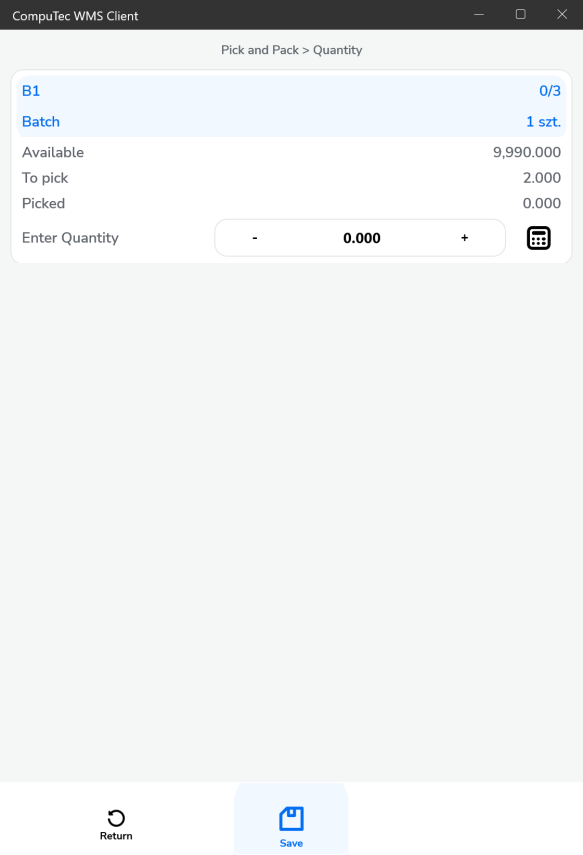 CompuTec WMS Client
Pick and Pack > Quantity
B1 0/3
Batch 1 szt.
Available 9,990.000
To pick 2.000
Picked 0.000
Enter Quantity - 0.000 +
Return
Save